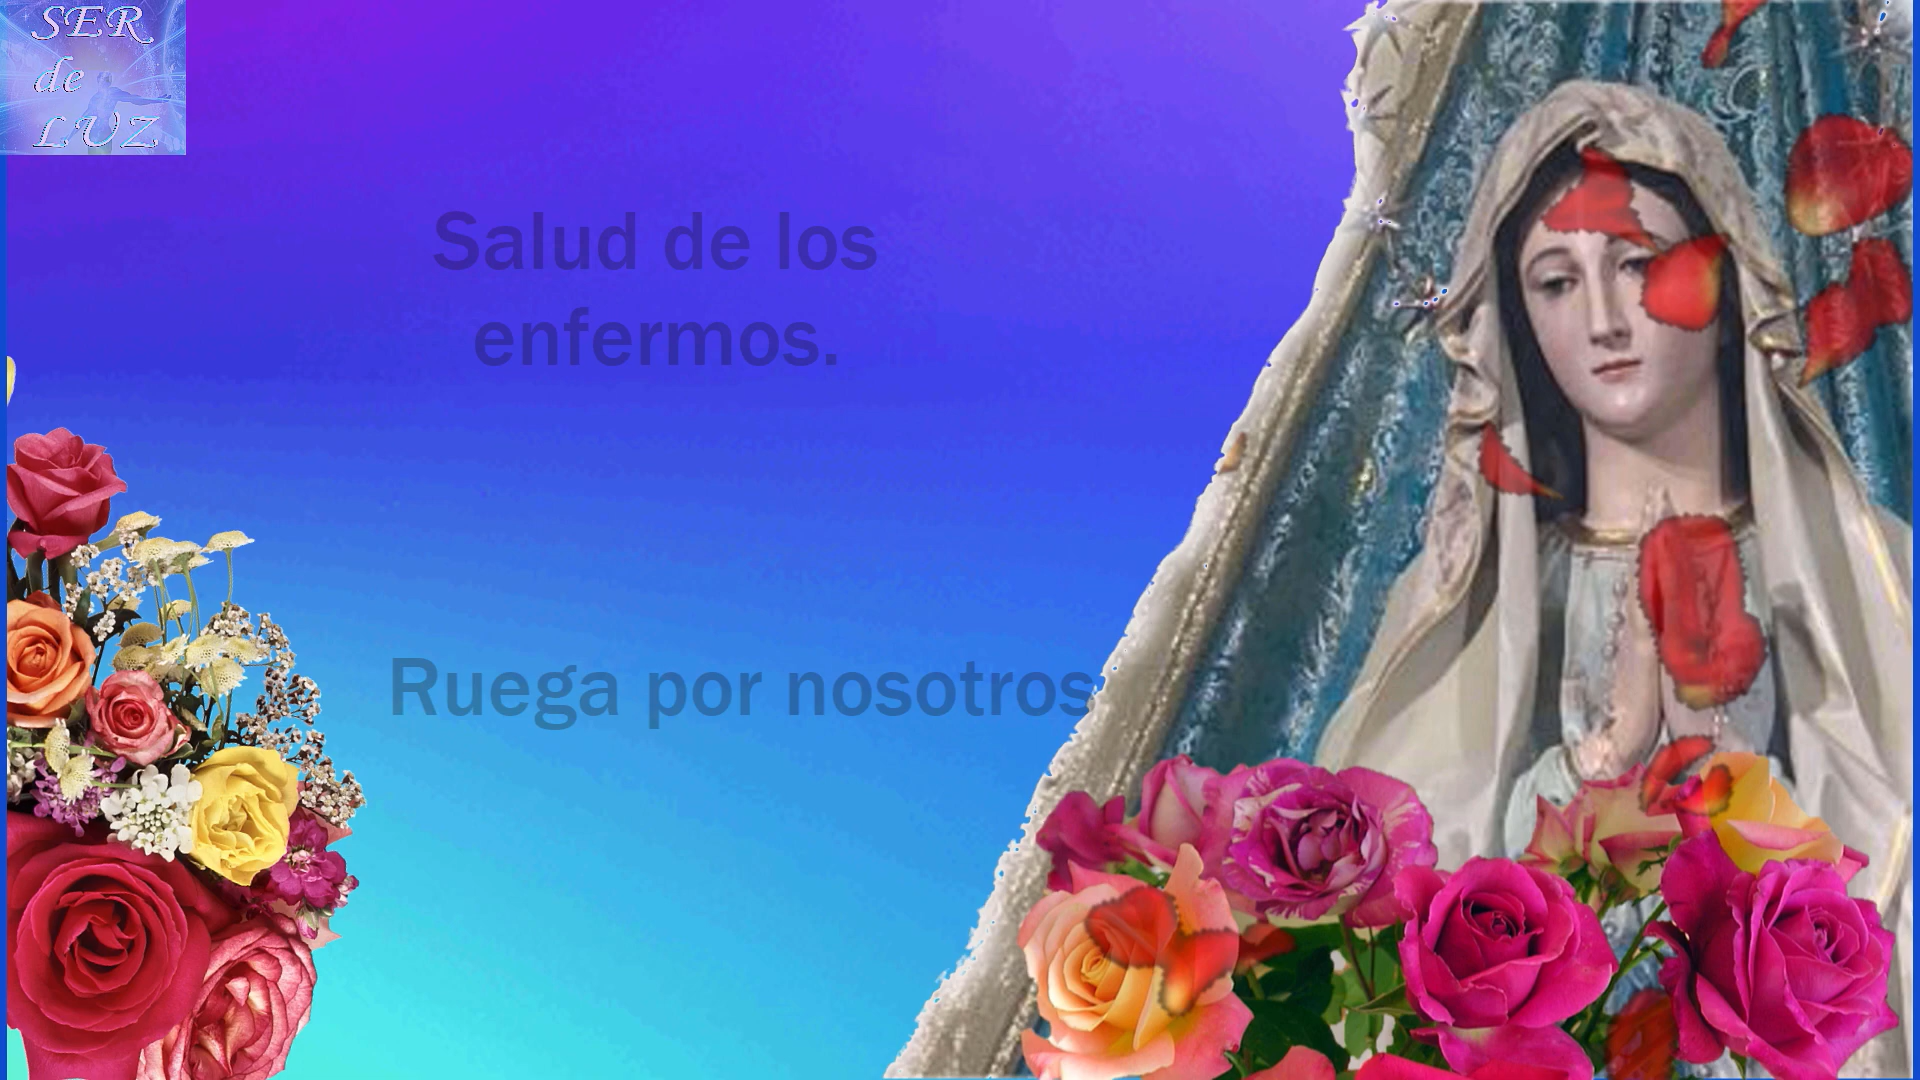 SER
de
LUZ
Salud de los
enfermos.
Ruega por nosotros